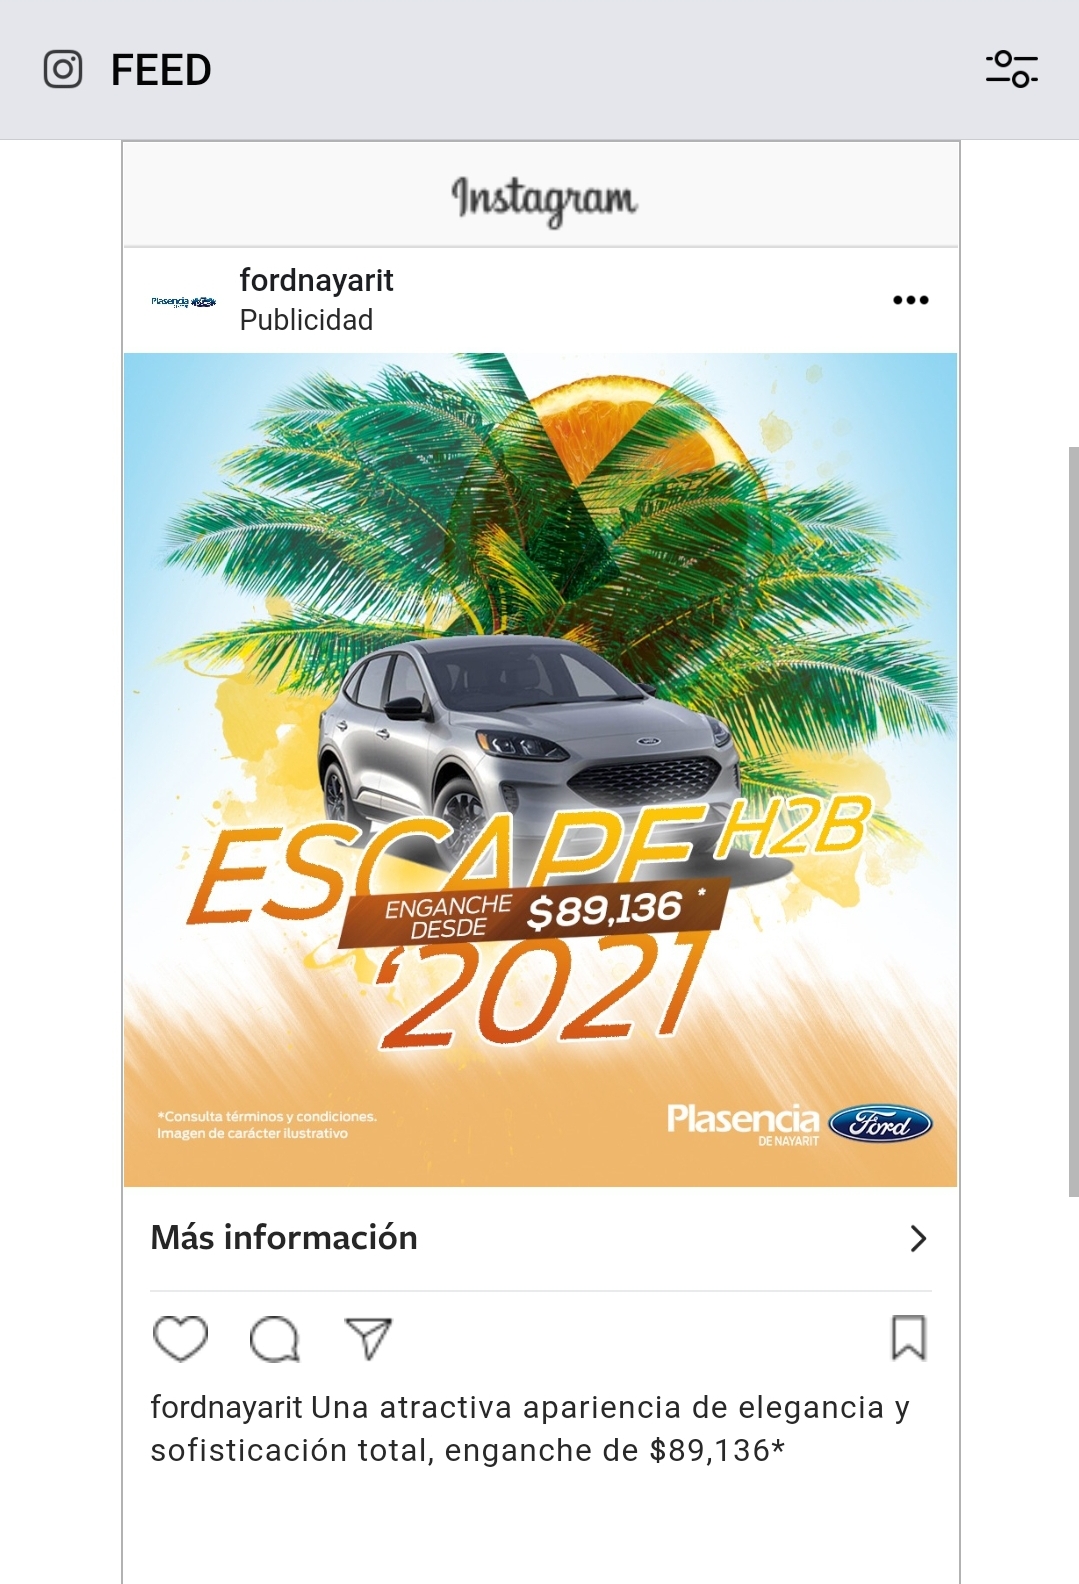 FEED
Instagram
fordnayarit
Plasencia
Publicidad
ESCAPE H2B
ENGANCHE
DESDE
$89,136 *
'2021
*Consulta términos y condiciones.
Imagen de carácter ilustrativo
Plasencia
DE NAYARIT
Ford
Más información
fordnayarit Una atractiva apariencia de elegancia y
sofisticación total, enganche de $89,136*